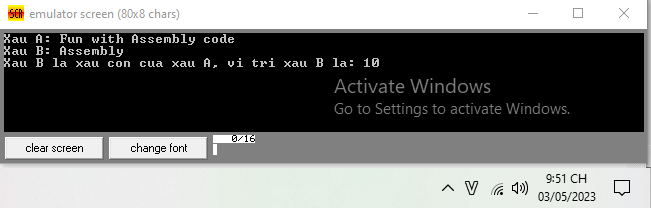 SCR emulator screen (80x8 chars)
Xau A: Fun with Assembly code
Xau B: Assembly
Xau B la xau con cua xau A, vi tri xau B la: 10
Activate Windows
Go to Settings to activate Windows.
clear screen
change font
0/16
9:51 CH
03/05/2023